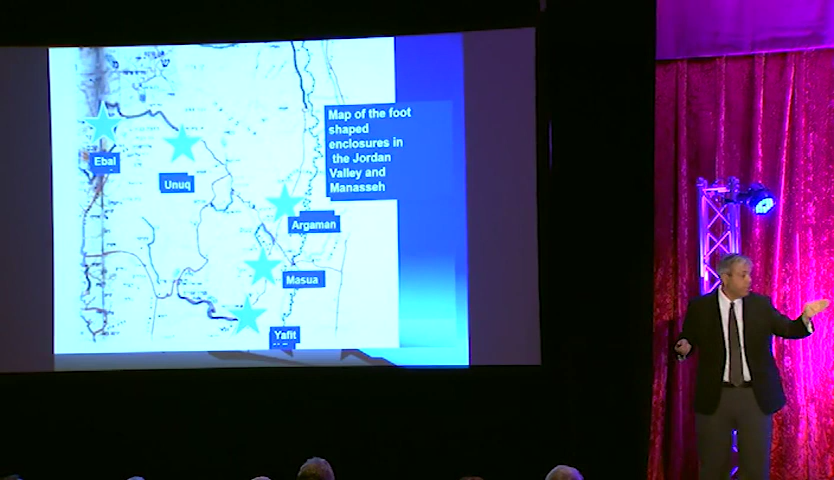 Map of the foot
shaped
enclosures in
the Jordan
Valley and
Manasseh
Ebal
Unuq
Argaman
Masua
Yafit